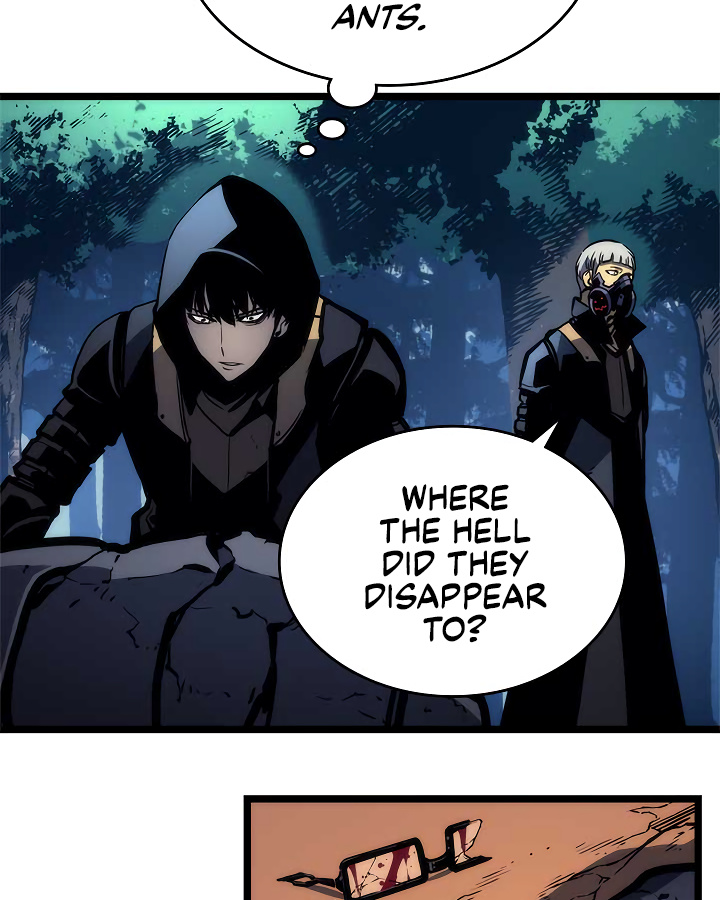 ANTS.
WHERE
THE HELL
DID THEY
DISAPPEAR
TO?